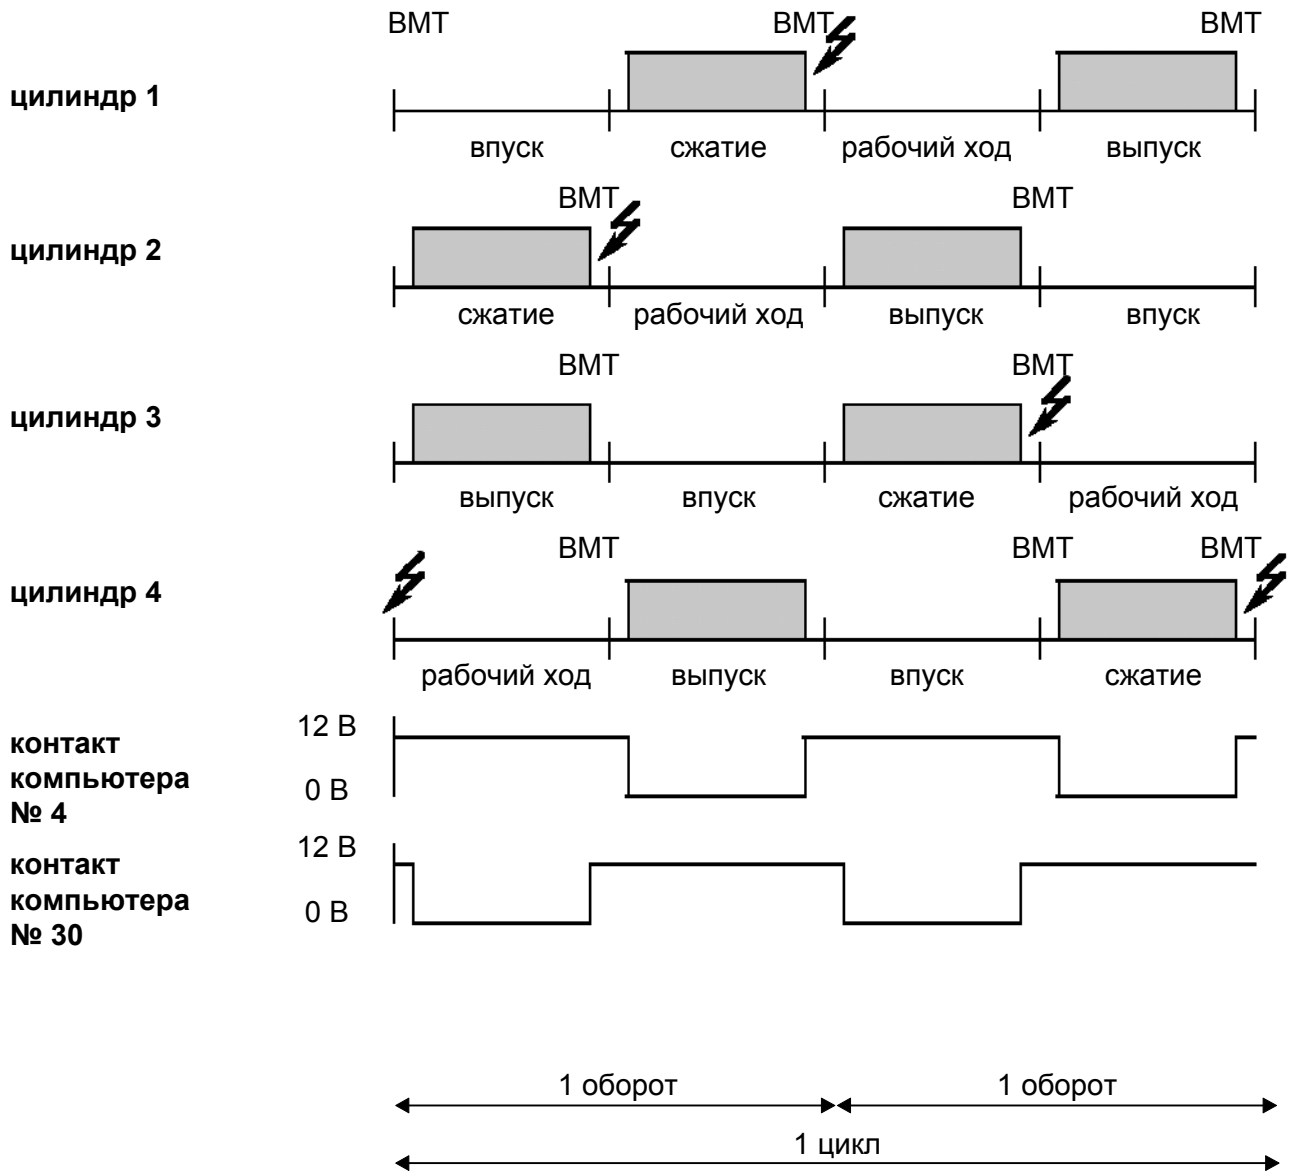 ВМТ ВМТ ВМТ
цилиндр 1
впуск сжатие рабочий ход выпуск
ВМТ ВМТ
цилиндр 2
сжатие рабочий ход выпуск впуск
ВМТ ВМТ
цилиндр 3
выпуск впуск сжатие рабочий ход
ВМТ ВМТ ВМТ
цилиндр 4
рабочий ход выпуск впуск сжатие
контакт
компьютера
№ 4
12 В
0 В
контакт
компьютера
№ 30
12 В
0 В
1 оборот 1 оборот
1 цикл